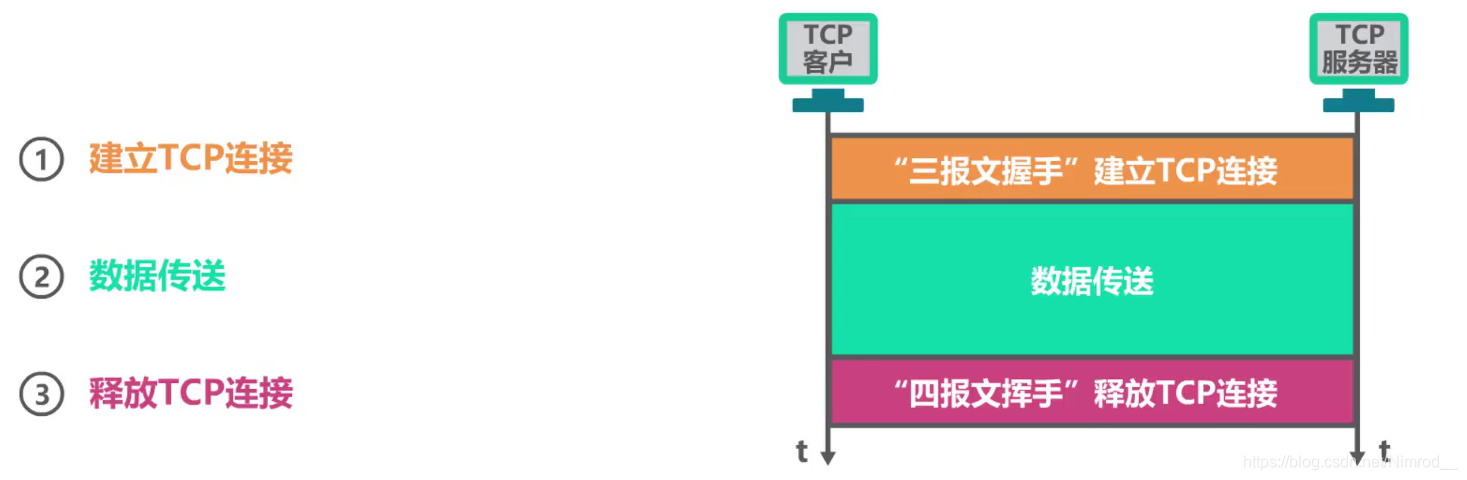 TCP
客户
TCP
服务器
① 建立TCP连接
“三报文握手”建立TCP连接
② 数据传送
数据传送
③ 释放TCP连接
“四报文挥手”释放TCP连接
t
t
https://blog.csdn.net/Nimrod__